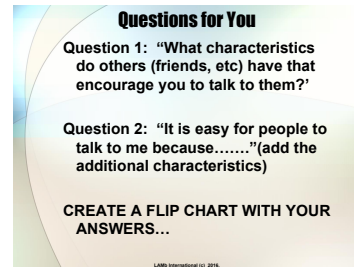 Questions for You
Question 1:  “What characteristics
do others (friends, etc) have that
encourage you to talk to them?’
Question 2:  “It is easy for people to
talk to me because…….”(add the
additional characteristics)
CREATE A FLIP CHART WITH YOUR
ANSWERS…
LAMb International (c)  2016.